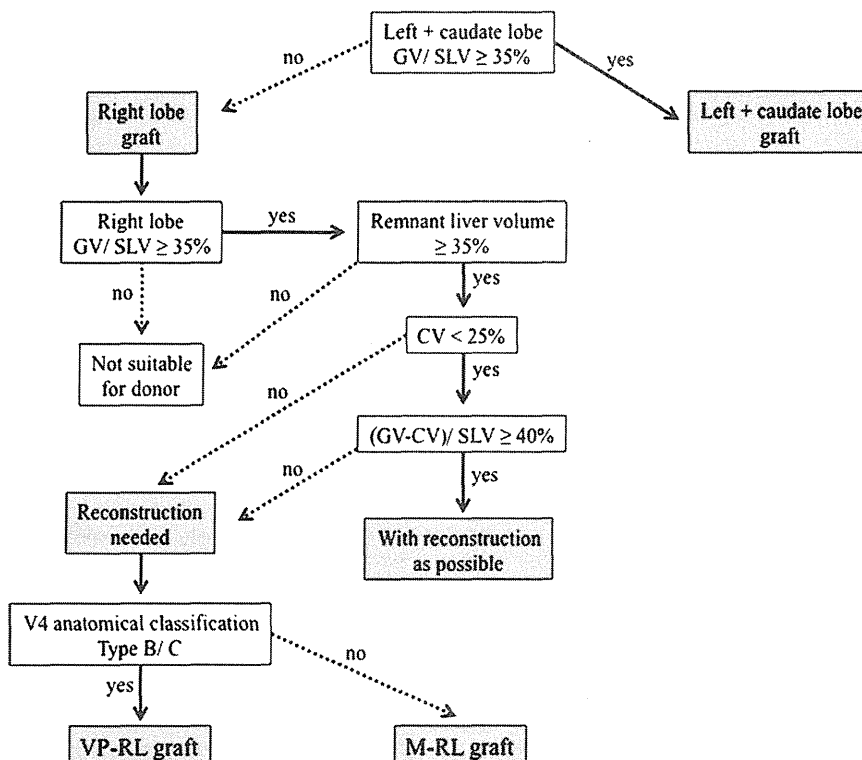 Left + caudate lobe
GV/ SLV ≥ 35%
no
yes
Right lobe
graft
Left + caudate lobe
graft
Right lobe
GV/ SLV ≥ 35%
yes
Remnant liver volume
≥ 35%
no
no
yes
Not suitable
for donor
CV < 25%
no
yes
(GV-CV)/ SLV ≥ 40%
no
yes
Reconstruction
needed
With reconstruction
as possible
V4 anatomical classification
Type B/ C
yes
no
VP-RL graft
M-RL graft